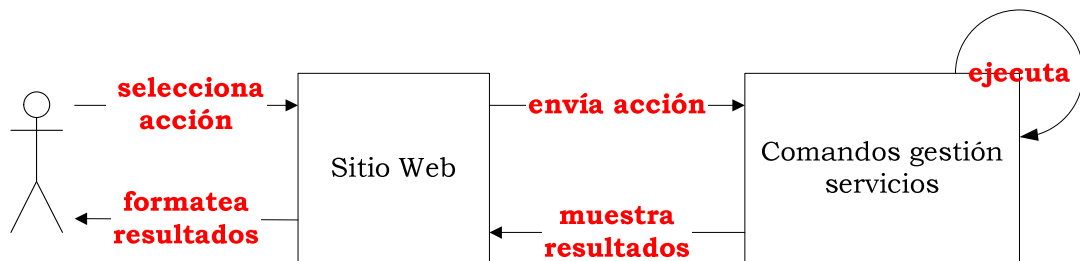 selecciona
acción
envía acción
ejecuta
Sitio Web
Comandos gestión
servicios
formatea
resultados
muestra
resultados